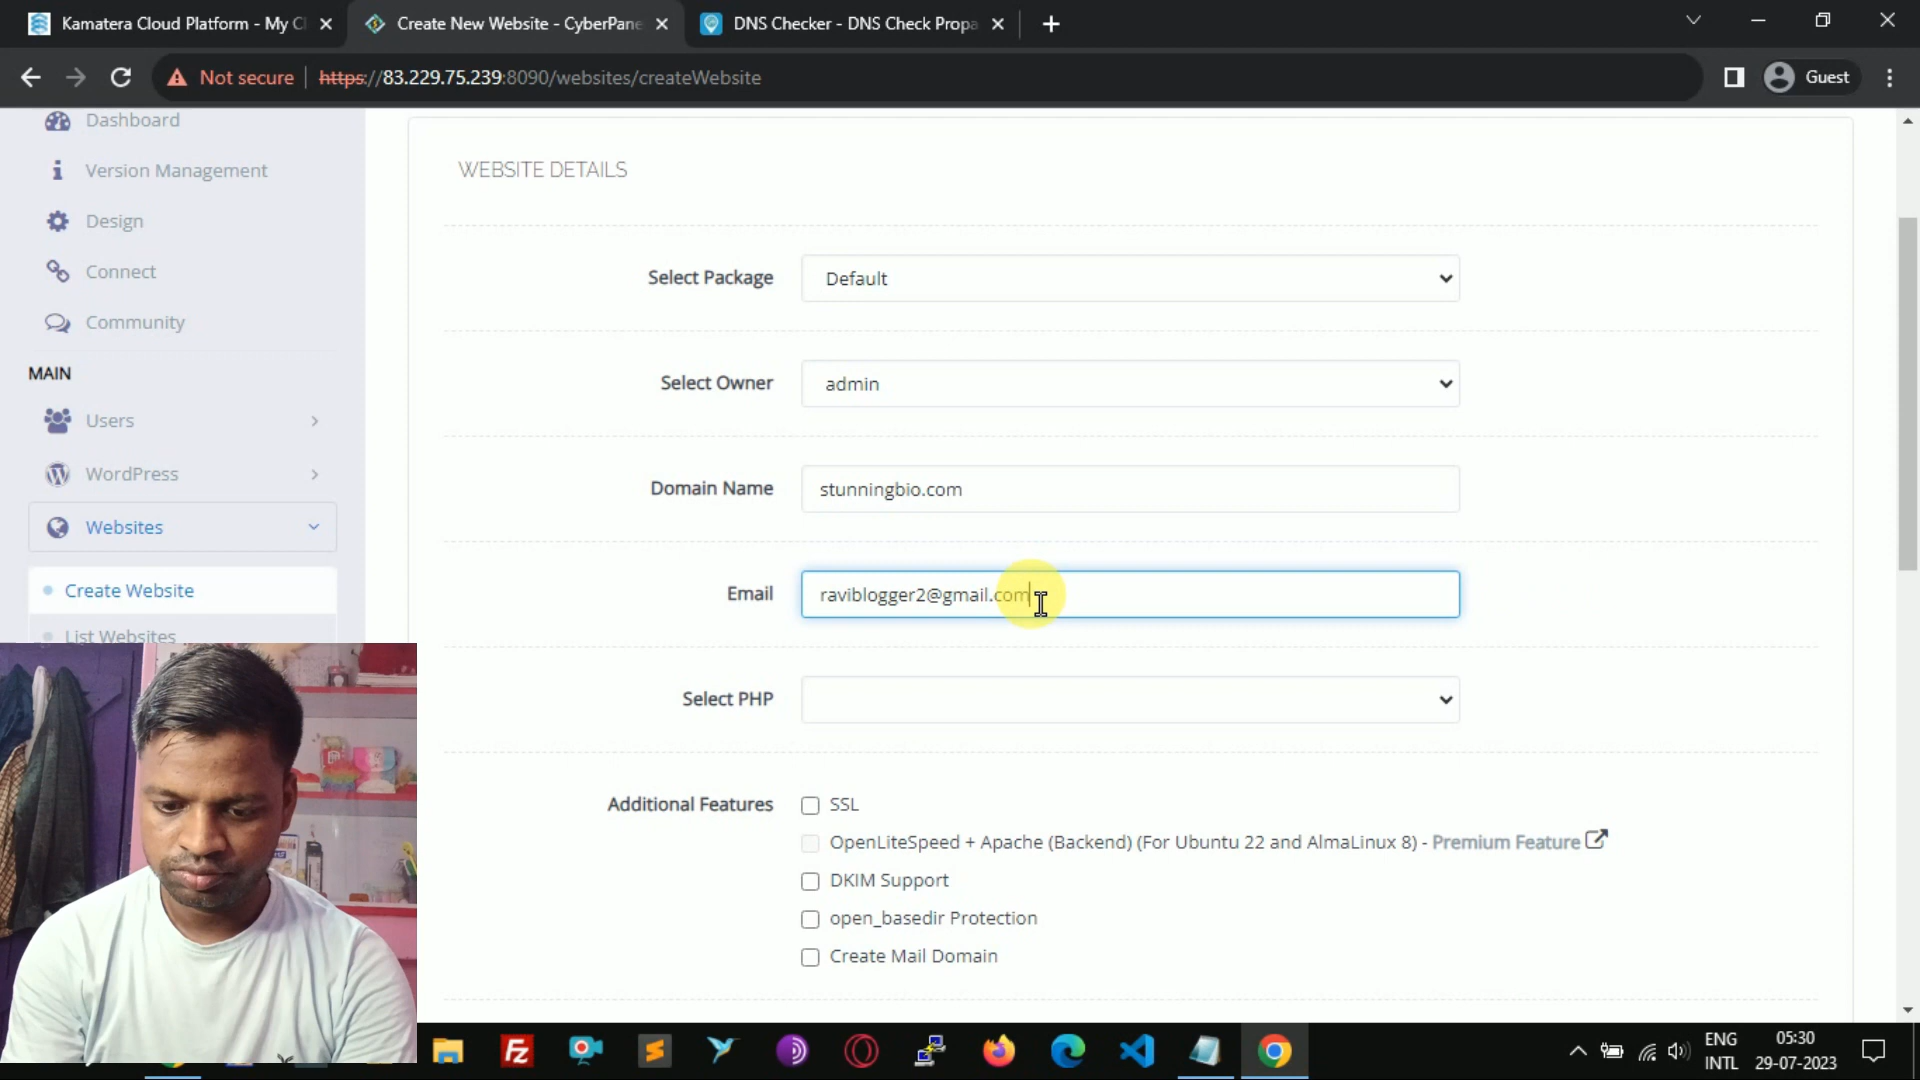 Kamatera Cloud Platform - My Cl
Create New Website - CyberPane
DNS Checker - DNS Check Propa
Not secure
https://83.229.75.239:8090/websites/createWebsite
Guest
Dashboard
Version Management
Design
Connect
Community
MAIN
Users
WordPress
Websites
Create Website
List Websites
WEBSITE DETAILS
Select Package
Default
Select Owner
admin
Domain Name
stunningbio.com
Email
raviblogger2@gmail.com
Select PHP
Additional Features
SSL
OpenLiteSpeed + Apache (Backend) (For Ubuntu 22 and AlmaLinux 8) - Premium Feature
DKIM Support
open_basedir Protection
Create Mail Domain
Fz
ENG
INTL
05:30
29-07-2023